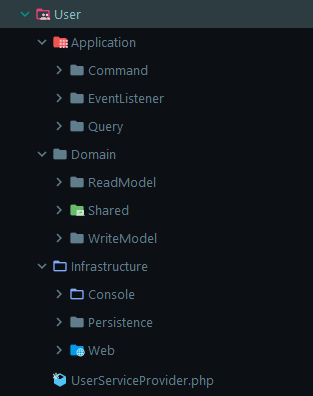 User
Application
Command
EventListener
Query
Domain
ReadModel
Shared
WriteModel
Infrastructure
Console
Persistence
Web
UserServiceProvider.php